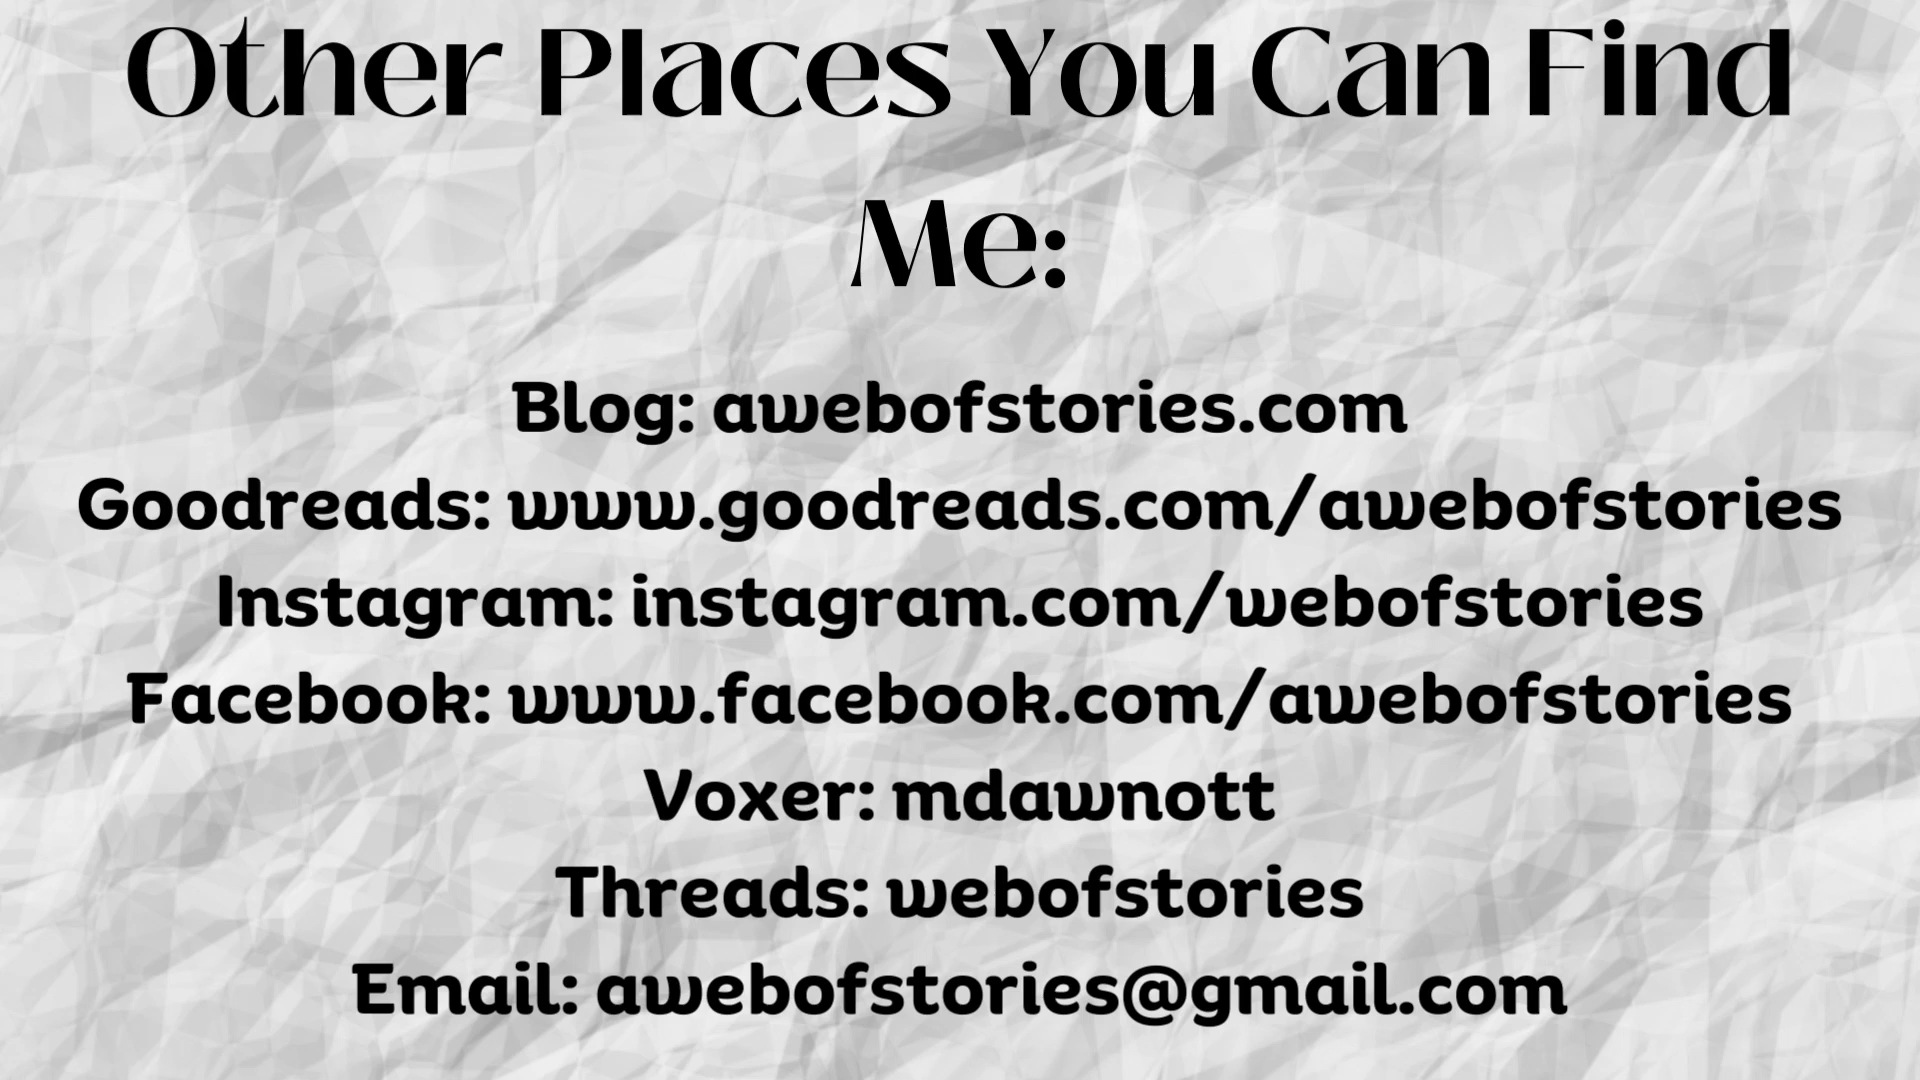 Other Places You Can Find
Me:
Blog: awebofstories.com
Goodreads: www.goodreads.com/awebofstories
Instagram: instagram.com/webofstories
Facebook: www.facebook.com/awebofstories
Voxer: mdawnott
Threads: webofstories
Email: awebofstories@gmail.com